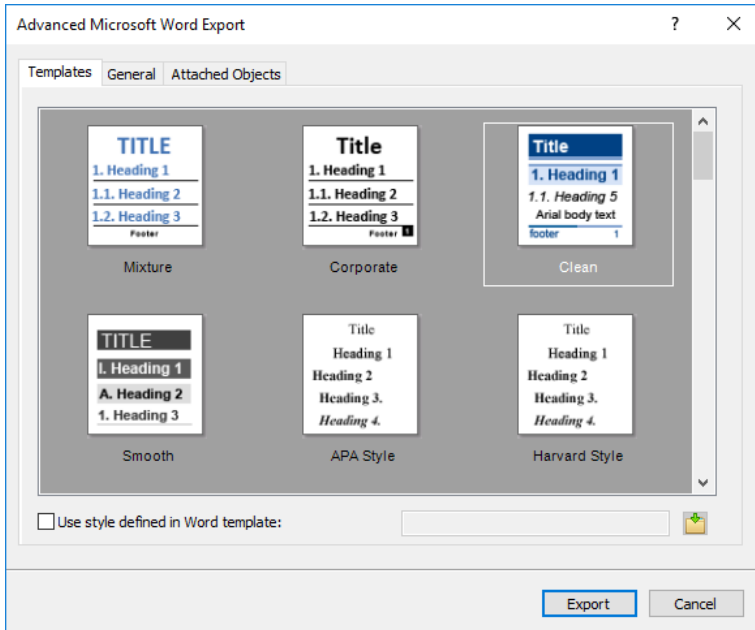 Advanced Microsoft Word Export
?
Templates General Attached Objects
TITLE
1. Heading 1
1.1. Heading 2
1.2. Heading 3
Footer
Mixture
Title
1. Heading 1
1.1. Heading 2
1.2. Heading 3
Footer 1
Corporate
Title
1. Heading 1
1.1. Heading 5
Arial body text
footer 1
Clean
TITLE
I. Heading 1
A. Heading 2
1. Heading 3
Smooth
Title
Heading 1
Heading 2
Heading 3.
Heading 4.
APA Style
Title
Heading 1
Heading 2
Heading 3.
Heading 4.
Harvard Style
Use style defined in Word template:
Export Cancel